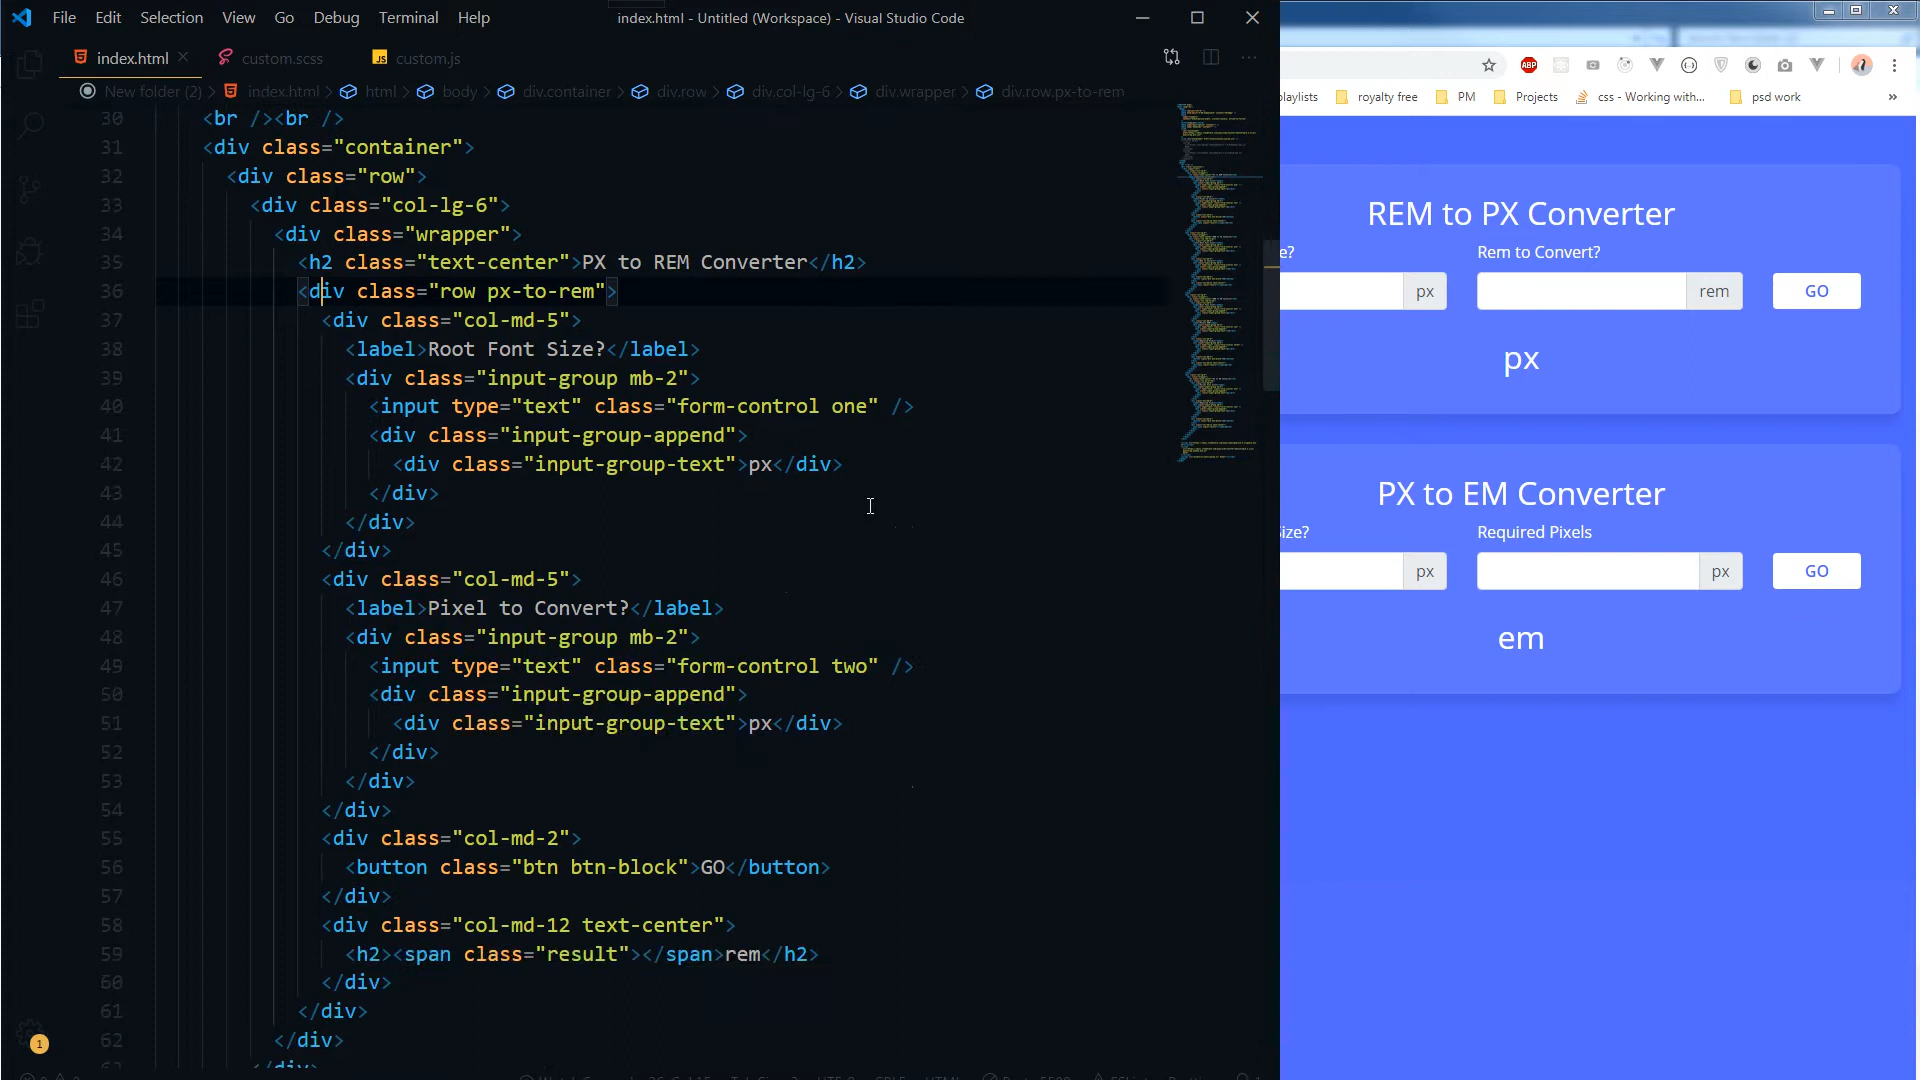 File Edit Selection View Go Debug Terminal Help
index.html - Untitled (Workspace) - Visual Studio Code
index.html custom.scss JS custom.js
New folder (2) > index.html > html > body > div.container > div.row > div.col-lg-6 > div.wrapper > div.row.px-to-rem
30 <br /><br />
31 <div class="container">
32 <div class="row">
33 <div class="col-lg-6">
34 <div class="wrapper">
35 <h2 class="text-center">PX to REM Converter</h2>
36 <div class="row px-to-rem">
37 <div class="col-md-5">
38 <label>Root Font Size?</label>
39 <div class="input-group mb-2">
40 <input type="text" class="form-control one" />
41 <div class="input-group-append">
42 <div class="input-group-text">px</div>
43 </div>
44 </div>
45 </div>
46 <div class="col-md-5">
47 <label>Pixel to Convert?</label>
48 <div class="input-group mb-2">
49 <input type="text" class="form-control two" />
50 <div class="input-group-append">
51 <div class="input-group-text">px</div>
52 </div>
53 </div>
54 </div>
55 <div class="col-md-2">
56 <button class="btn btn-block">GO</button>
57 </div>
58 <div class="col-md-12 text-center">
59 <h2><span class="result"></span>rem</h2>
60 </div>
61 </div>
62 </div>
1
ABP
playlists royalty free PM Projects css - Working with... psd work »
REM to PX Converter
e? Rem to Convert?
px rem GO
px
PX to EM Converter
ize? Required Pixels
px px GO
em